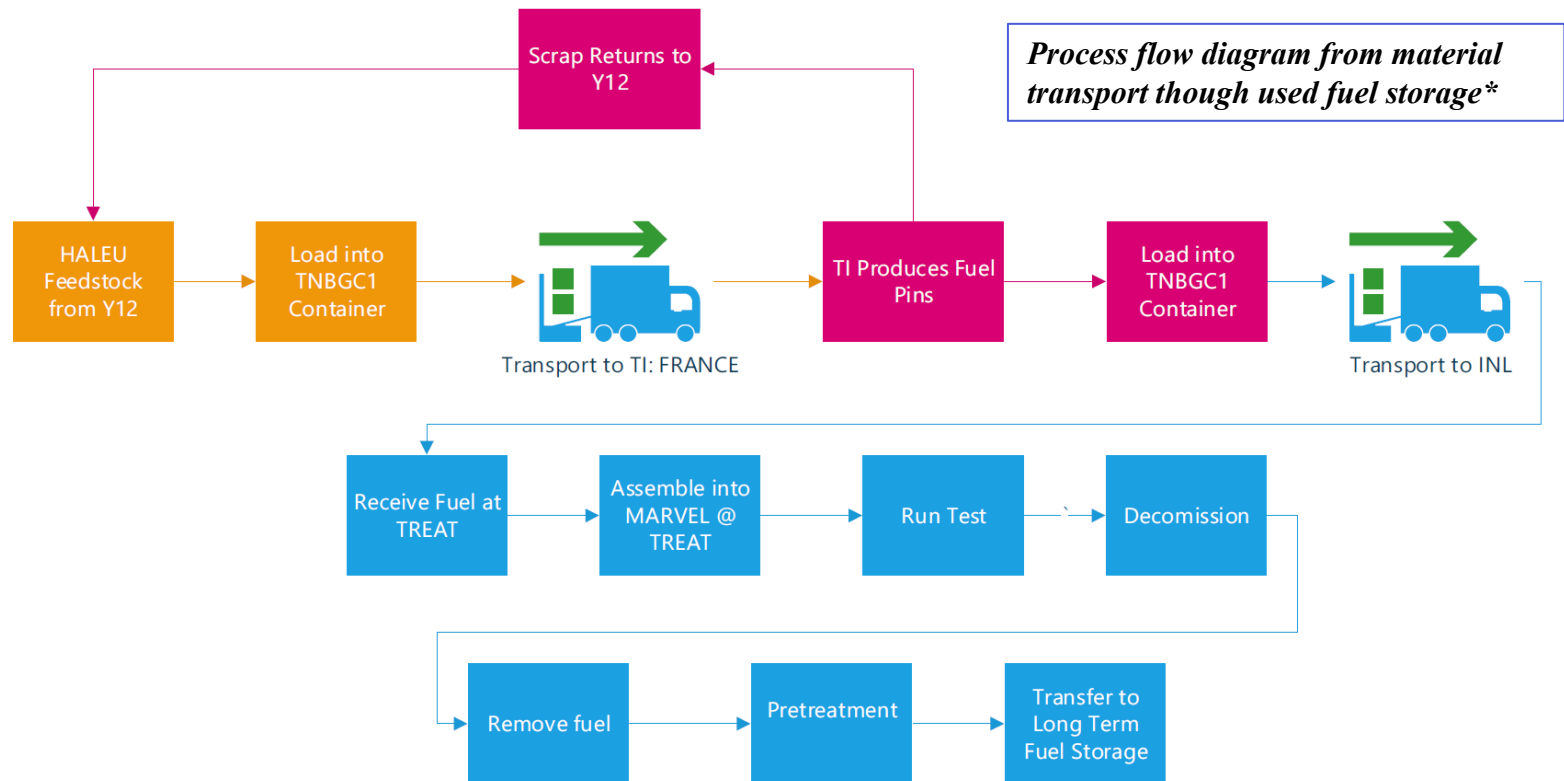 Scrap Returns to
Y12
Process flow diagram from material
transport though used fuel storage*
HALEU
Feedstock
from Y12
Load into
TNBGC1
Container
Transport to TI: FRANCE
TI Produces Fuel
Pins
Load into
TNBGC1
Container
Transport to INL
Receive Fuel at
TREAT
Assemble into
MARVEL @
TREAT
Run Test
`
Decomission
Remove fuel
Pretreatment
Transfer to
Long Term
Fuel Storage